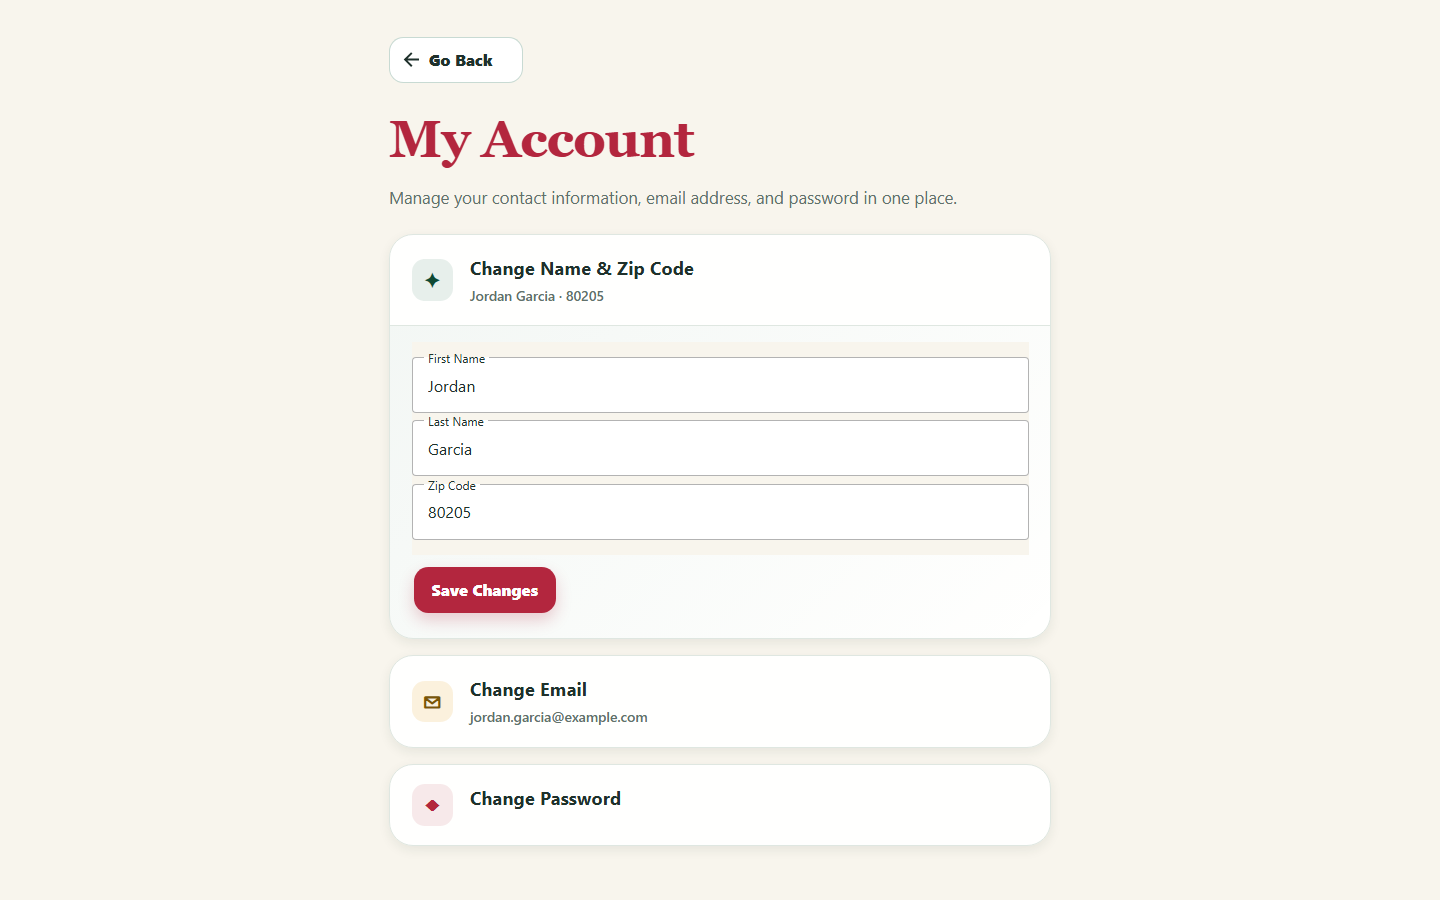 Go Back
My Account
Manage your contact information, email address, and password in one place.
Change Name & Zip Code
Jordan Garcia · 80205
First Name
Jordan
Last Name
Garcia
Zip Code
80205
Save Changes
Change Email
jordan.garcia@example.com
Change Password